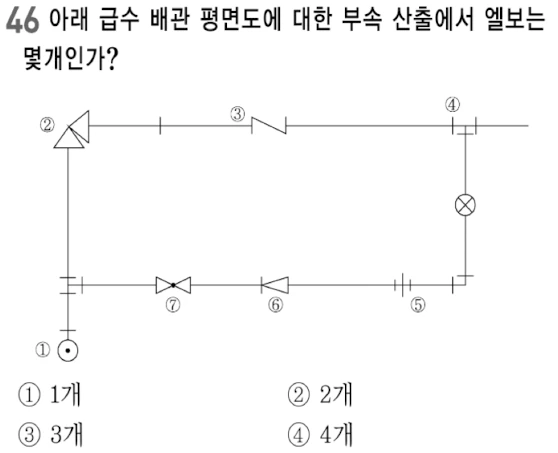 46 아래 급수 배관 평면도에 대한 부속 산출에서 엘보는
몇개인가?
② ③ ④
⑦ ⑥ ⑤
①
① 1개 ② 2개
③ 3개 ④ 4개